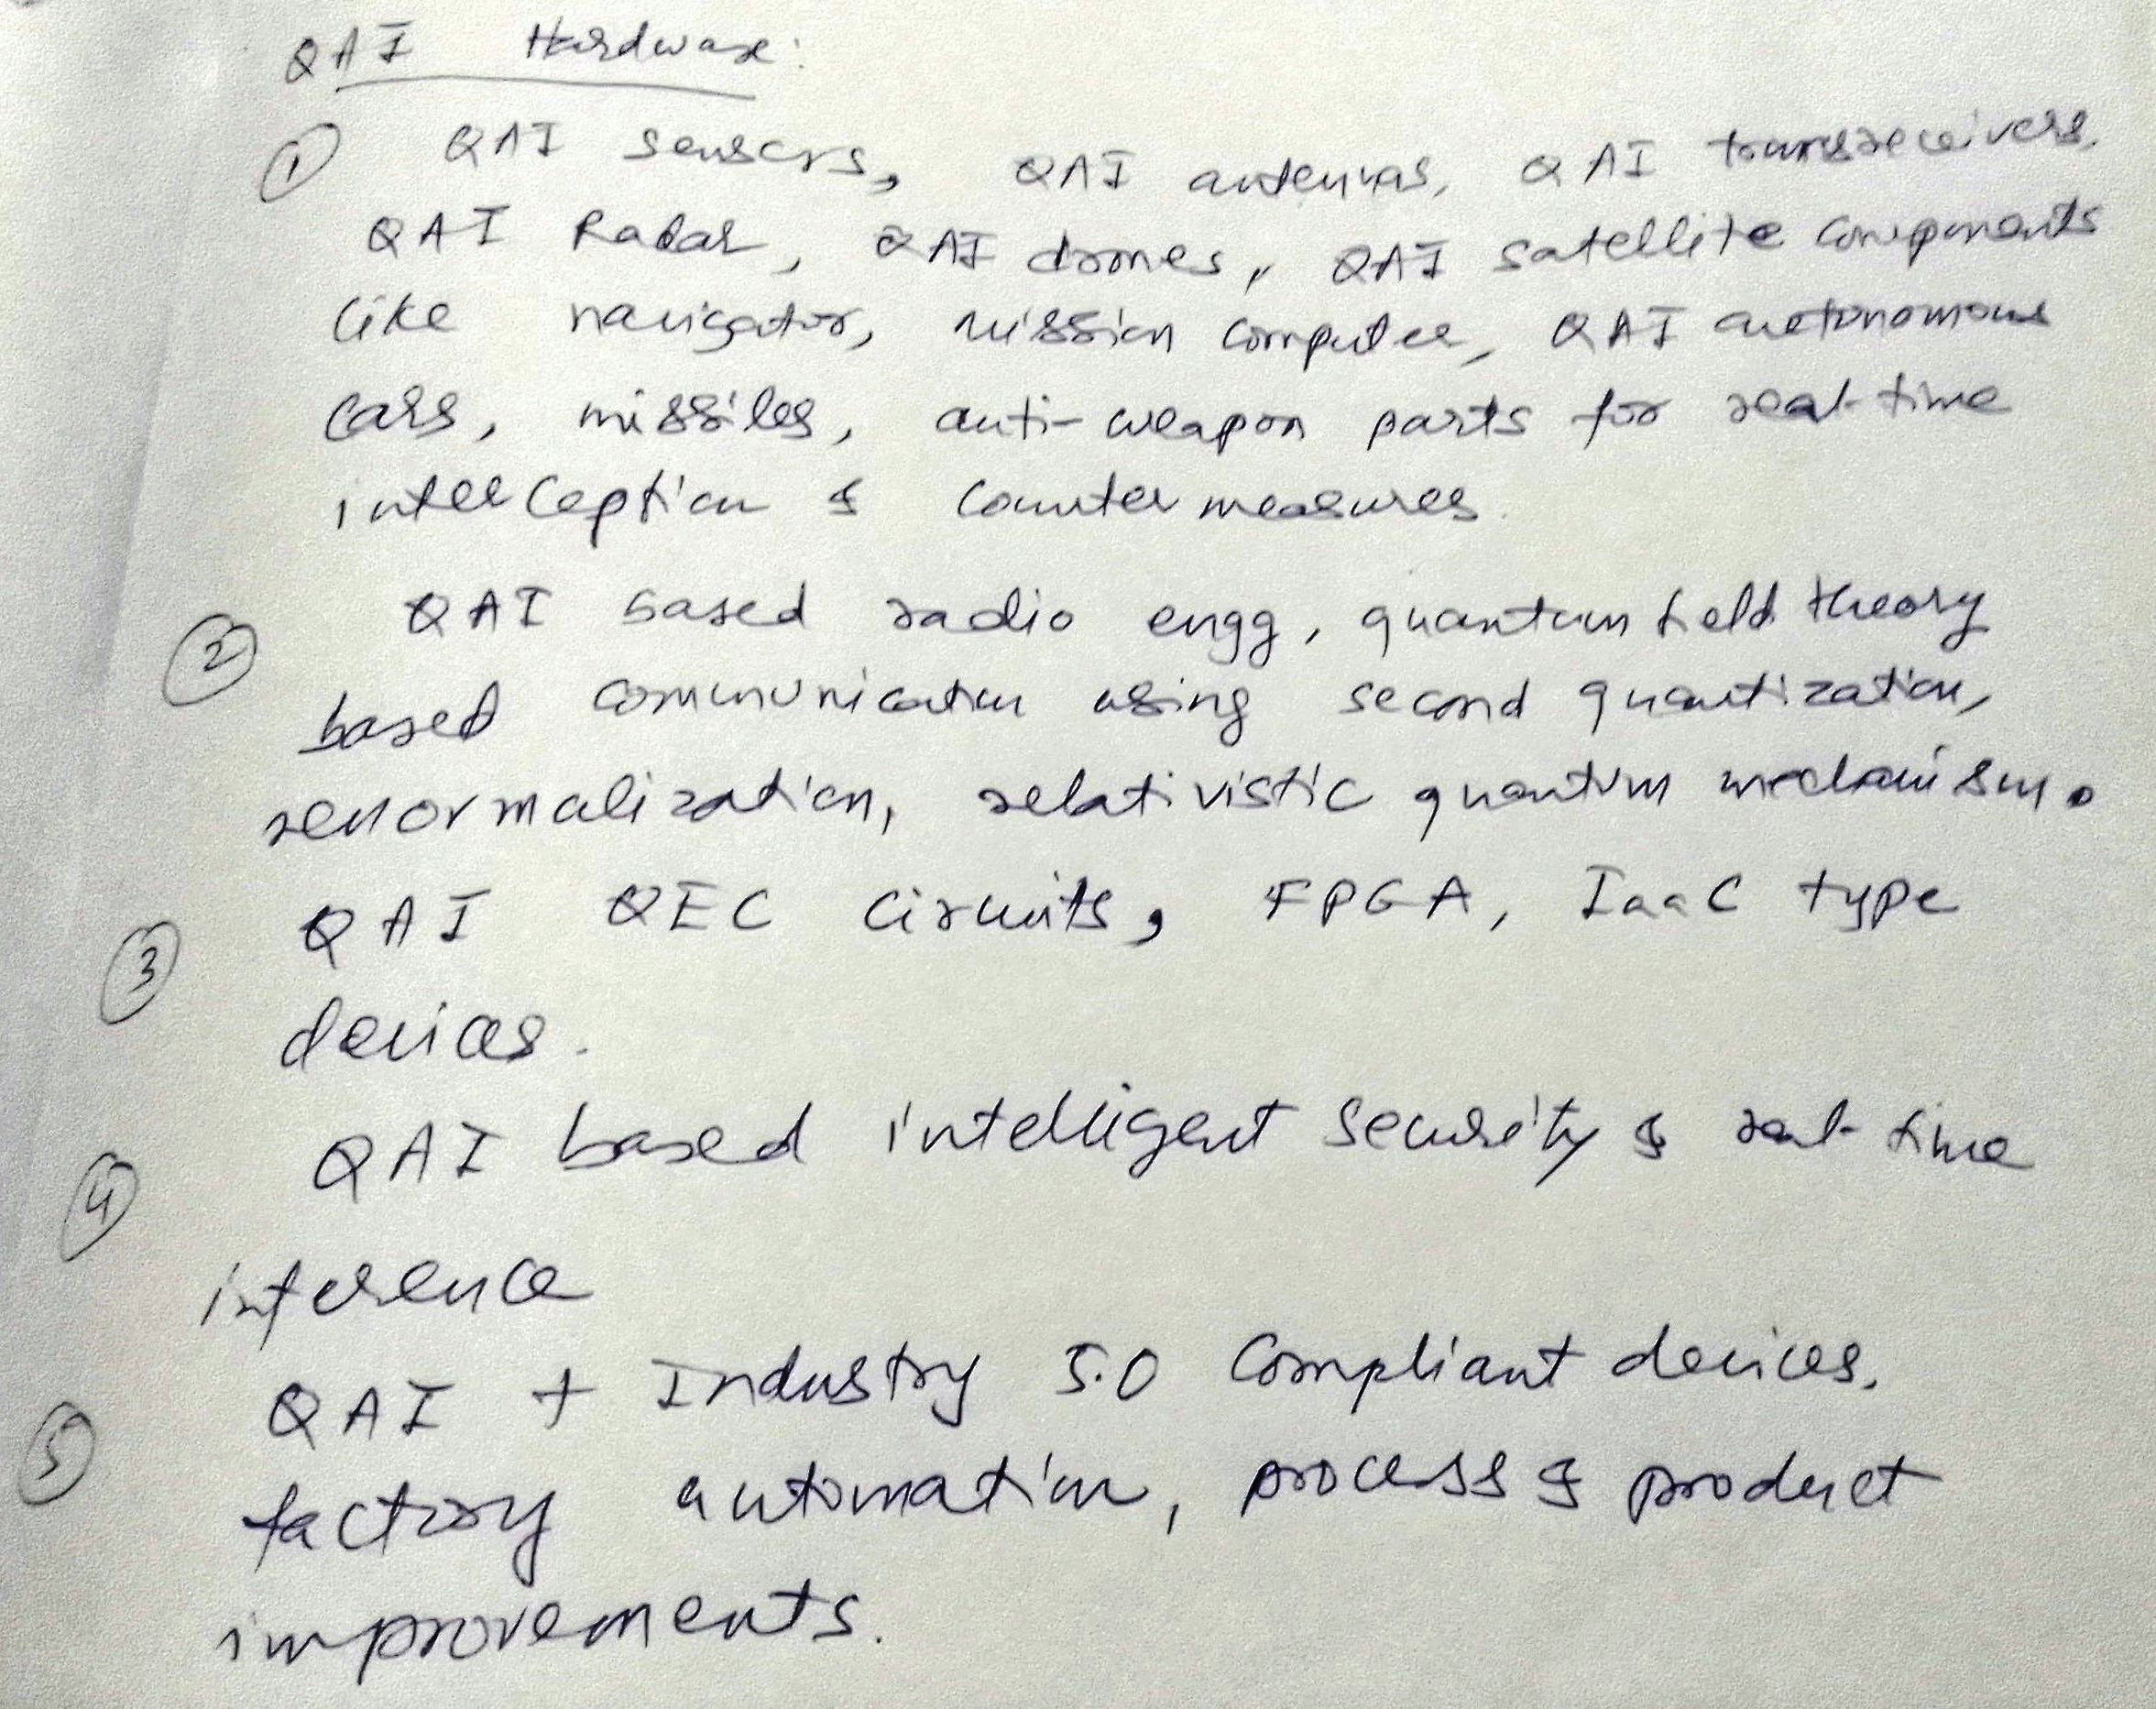 QAI Hardware:
① QAI sensors, QAI antennas, QAI transreceivers.
QAI Radar, QAI drones, QAI satellite components
like navigator, mission computer, QAI autonomous
cars, missiles, anti-weapon parts for real-time
interception & counter measures.
② QAI based radio engg, quantum field theory
based communication using second quantization,
renormalization, relativistic quantum mechanism.
③ QAI QEC circuits, FPGA, IaaC type
devices.
④ QAI based intelligent security & real-time
inference
⑤ QAI + Industry 5.0 Compliant devices.
factory automation, process & product
improvements.